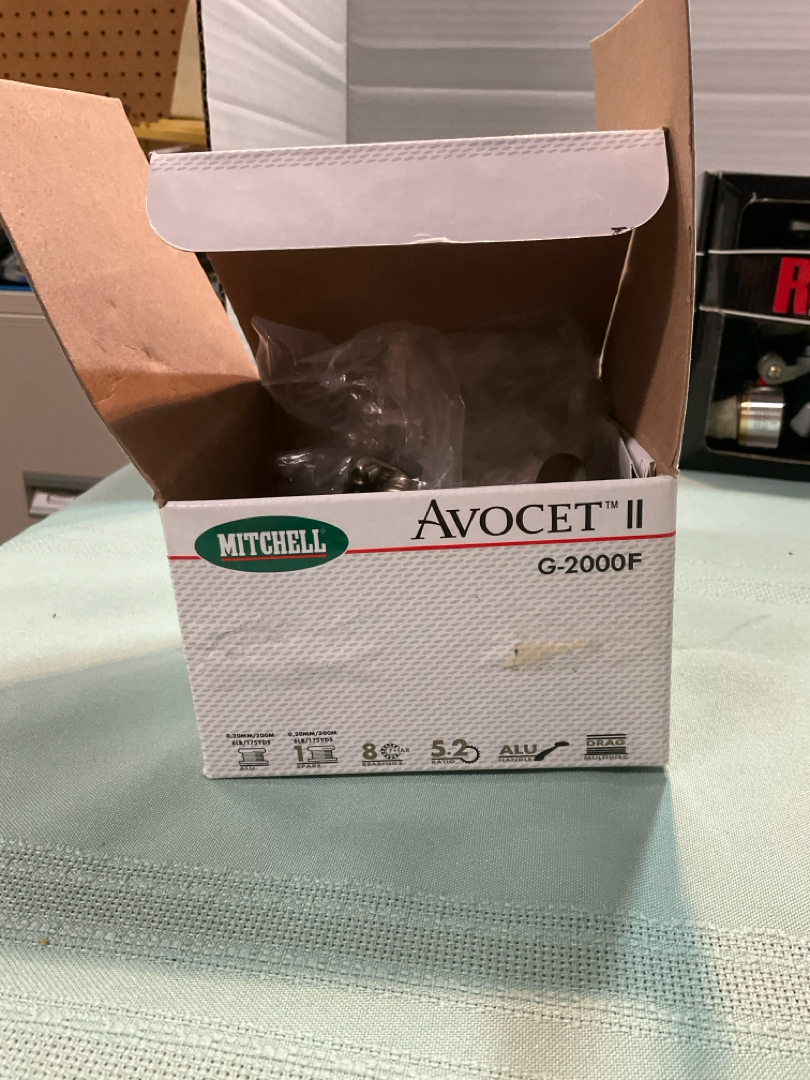 MITCHELL
AVOCET™ II
G-2000F
0,20MM/200M
6LB/175YDS
ALU
0,20MM/200M
6LB/175YDS
1
SPARE
8
BEARINGS
5.2
RATIO
ALU
HANDLE
DRAG
MULTIDISC
R